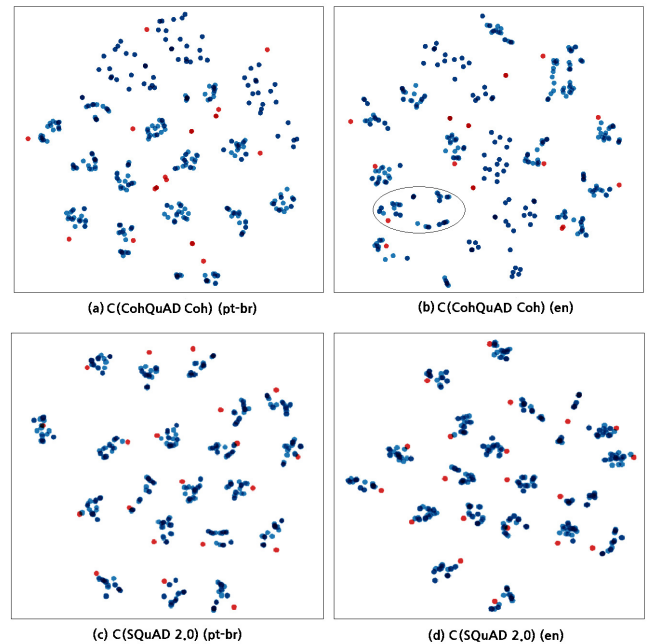 (a) C(CohQuAD Coh) (pt-br)
(b) C(CohQuAD Coh) (en)
(c) C(SQuAD 2.0) (pt-br)
(d) C(SQuAD 2.0) (en)